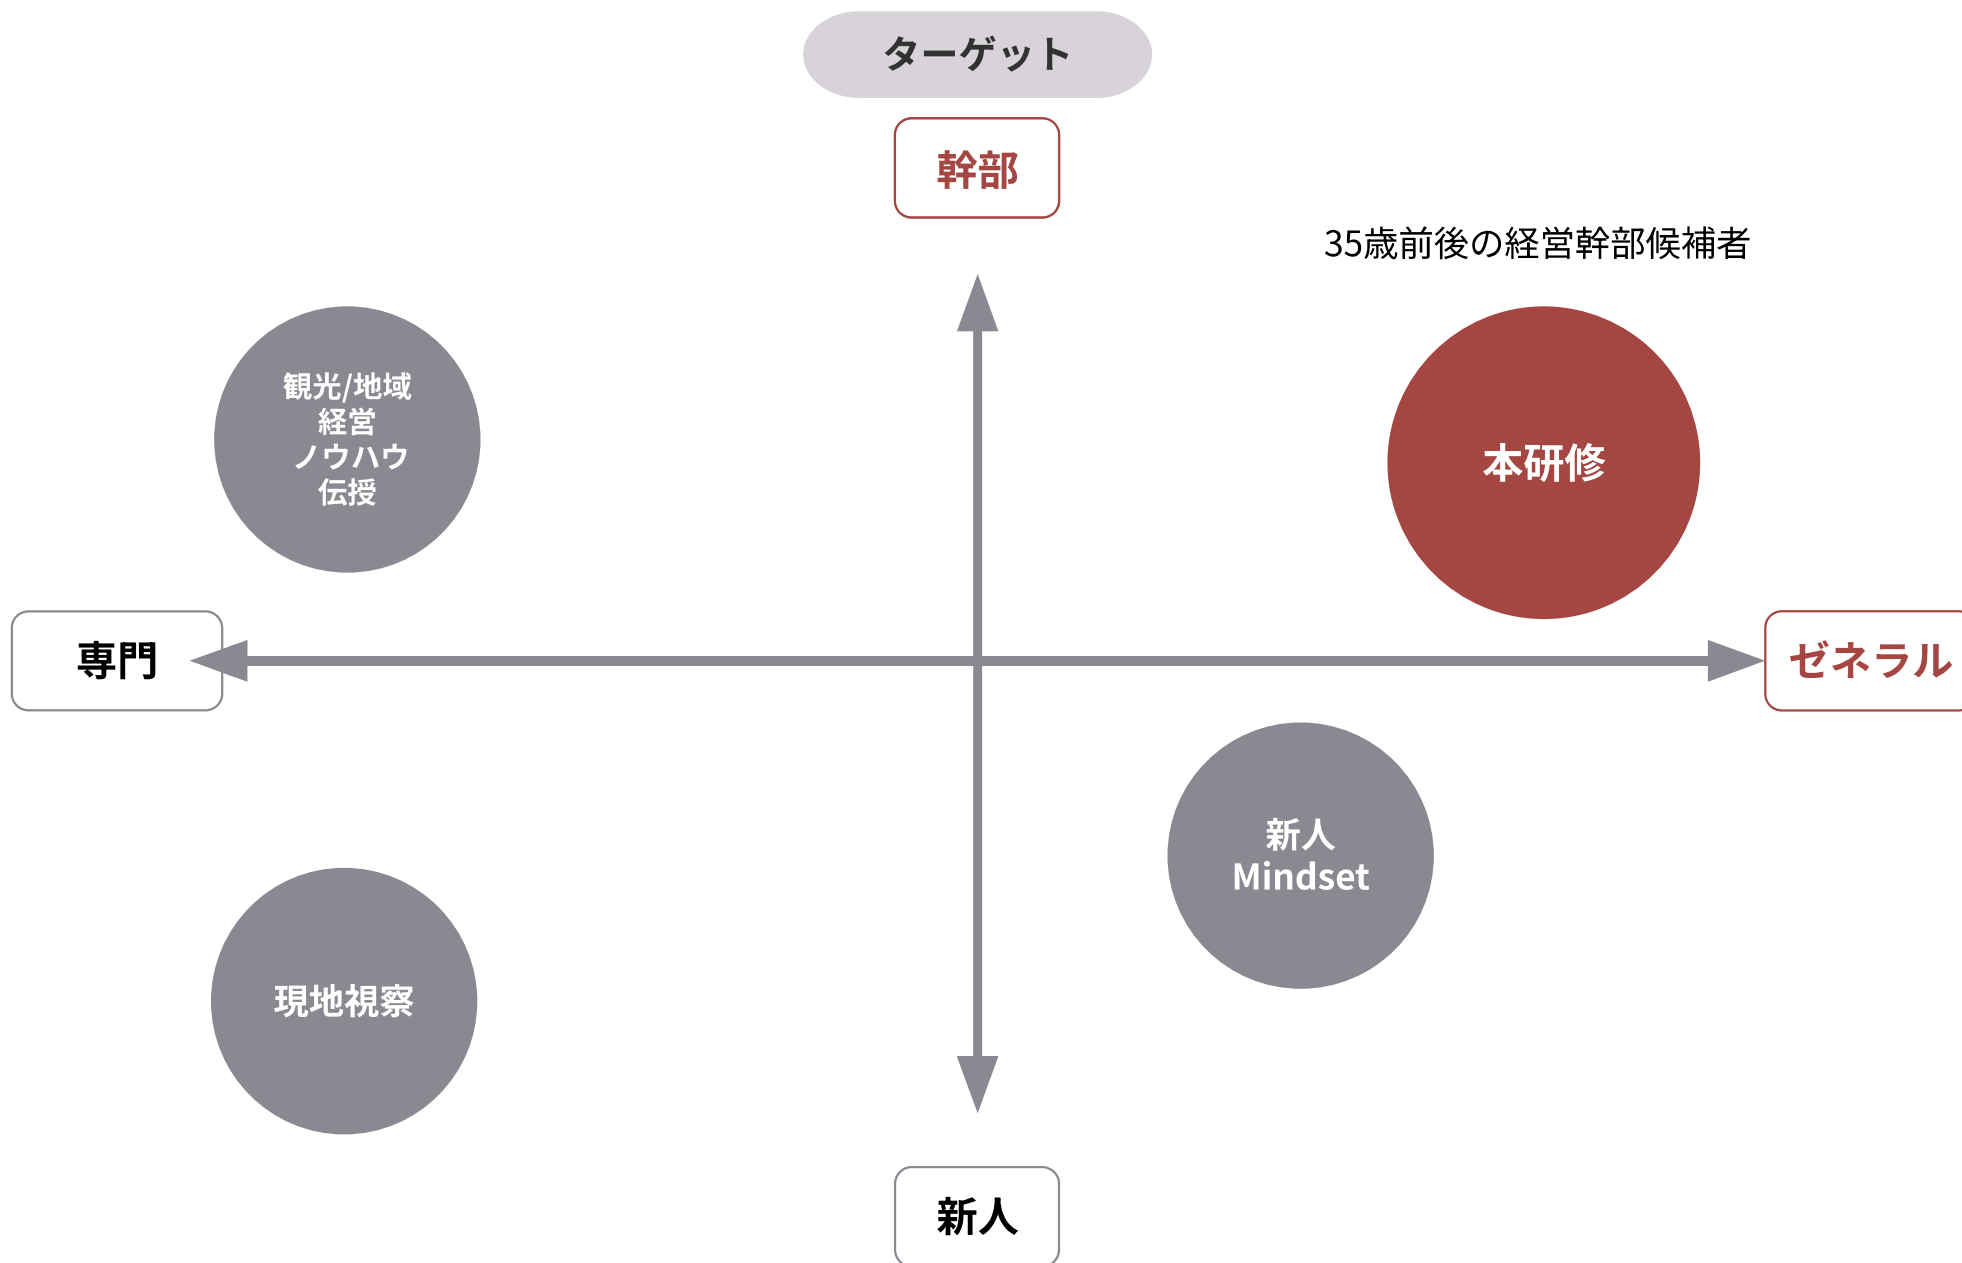 ターゲット
幹部
35歳前後の経営幹部候補者
観光/地域
経営
ノウハウ
伝授
本研修
専門
ゼネラル
新人
Mindset
現地視察
新人